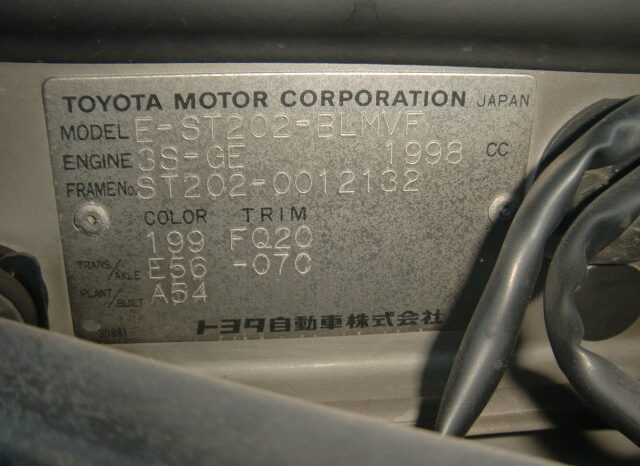 TOYOTA MOTOR CORPORATION JAPAN
MODEL E-ST202-BLMVF
ENGINE 3S-GE 1998 CC
FRAME No. ST202-0012132
COLOR TRIM
199 FQ20
TRANS./AXLE E56 -070
PLANT/BUILT A54
トヨタ自動車株式会社